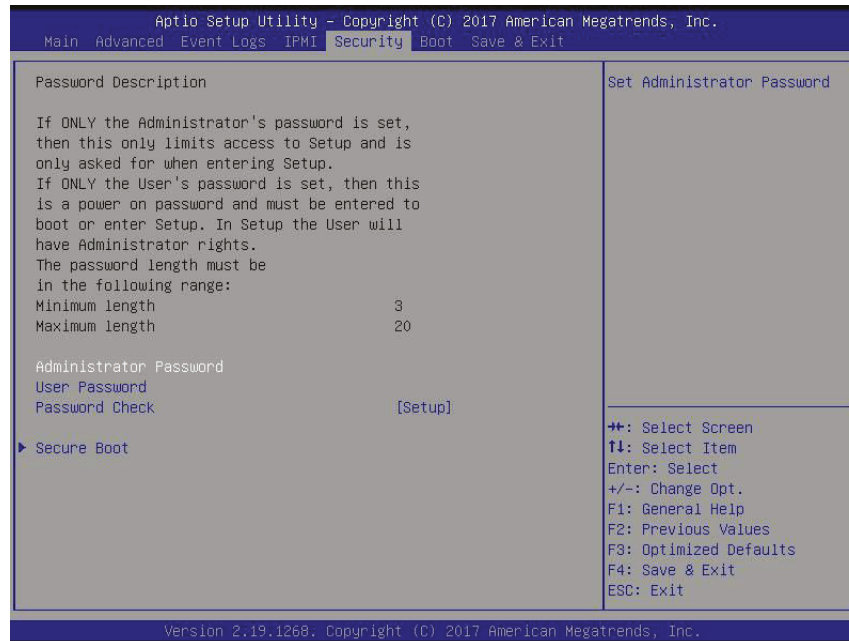 Aptio Setup Utility – Copyright (C) 2017 American Megatrends, Inc.
Main Advanced Event Logs IPMI Security Boot Save & Exit
Password Description
If ONLY the Administrator's password is set,
then this only limits access to Setup and is
only asked for when entering Setup.
If ONLY the User's password is set, then this
is a power on password and must be entered to
boot or enter Setup. In Setup the User will
have Administrator rights.
The password length must be
in the following range:
Minimum length 3
Maximum length 20
Administrator Password
User Password
Password Check [Setup]
Secure Boot
Set Administrator Password
→←: Select Screen
↑↓: Select Item
Enter: Select
+/-: Change Opt.
F1: General Help
F2: Previous Values
F3: Optimized Defaults
F4: Save & Exit
ESC: Exit
Version 2.19.1268. Copyright (C) 2017 American Megatrends, Inc.